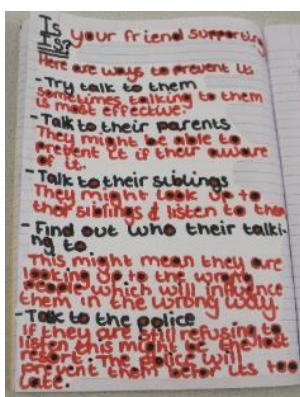 Is your friend supporting
IS?
Here are ways to prevent it:
- Try talk to them
sometimes talking to them
is most effective.
- Talk to their parents
They might be able to
prevent it if their aware
of it.
- Talk to their siblings
They might look up to
their siblings & listen to them
- Find out who their talki-
ng to.
This might mean they are
looking up to the wrong
people which will influence
them in the wrong way.
- Talk to the police
If they are still refusing to
listen this might be the last
resort. The police will
prevent them befor its too
late.